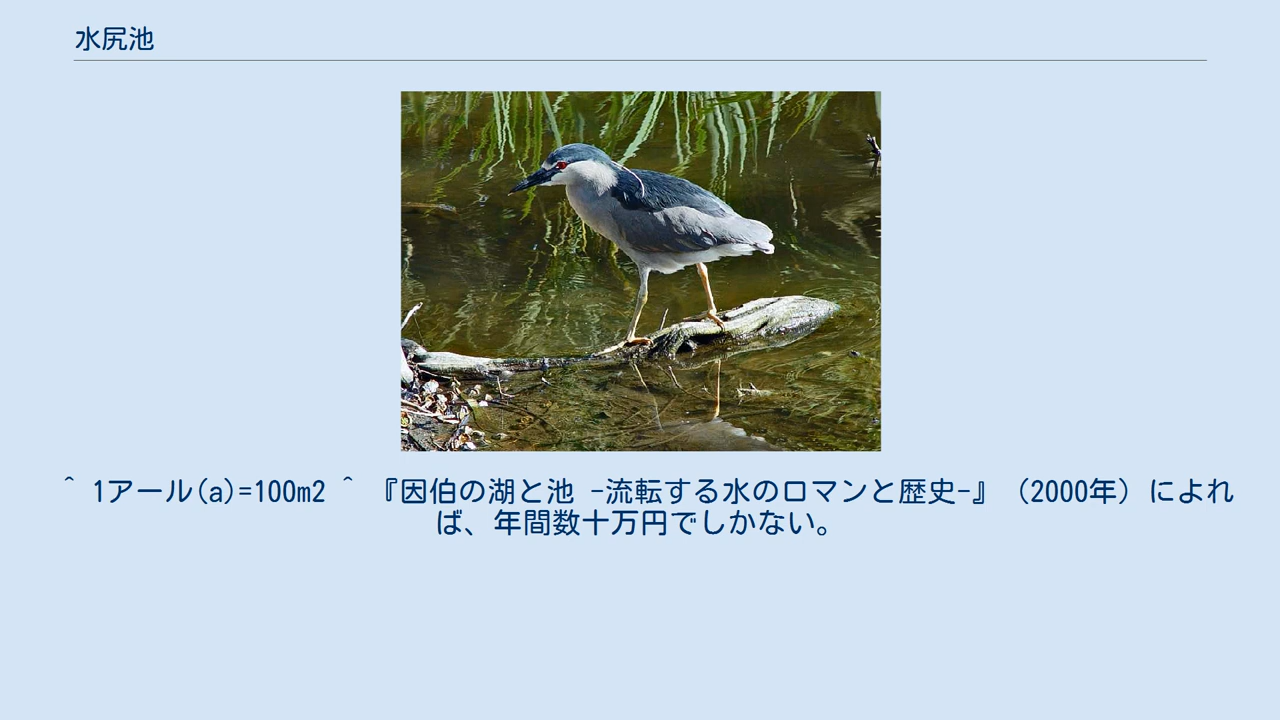 水尻池
^ 1アール(a)=100m2 ^ 『因伯の湖と池 -流転する水のロマンと歴史-』（2000年）によれ
ば、年間数十万円でしかない。